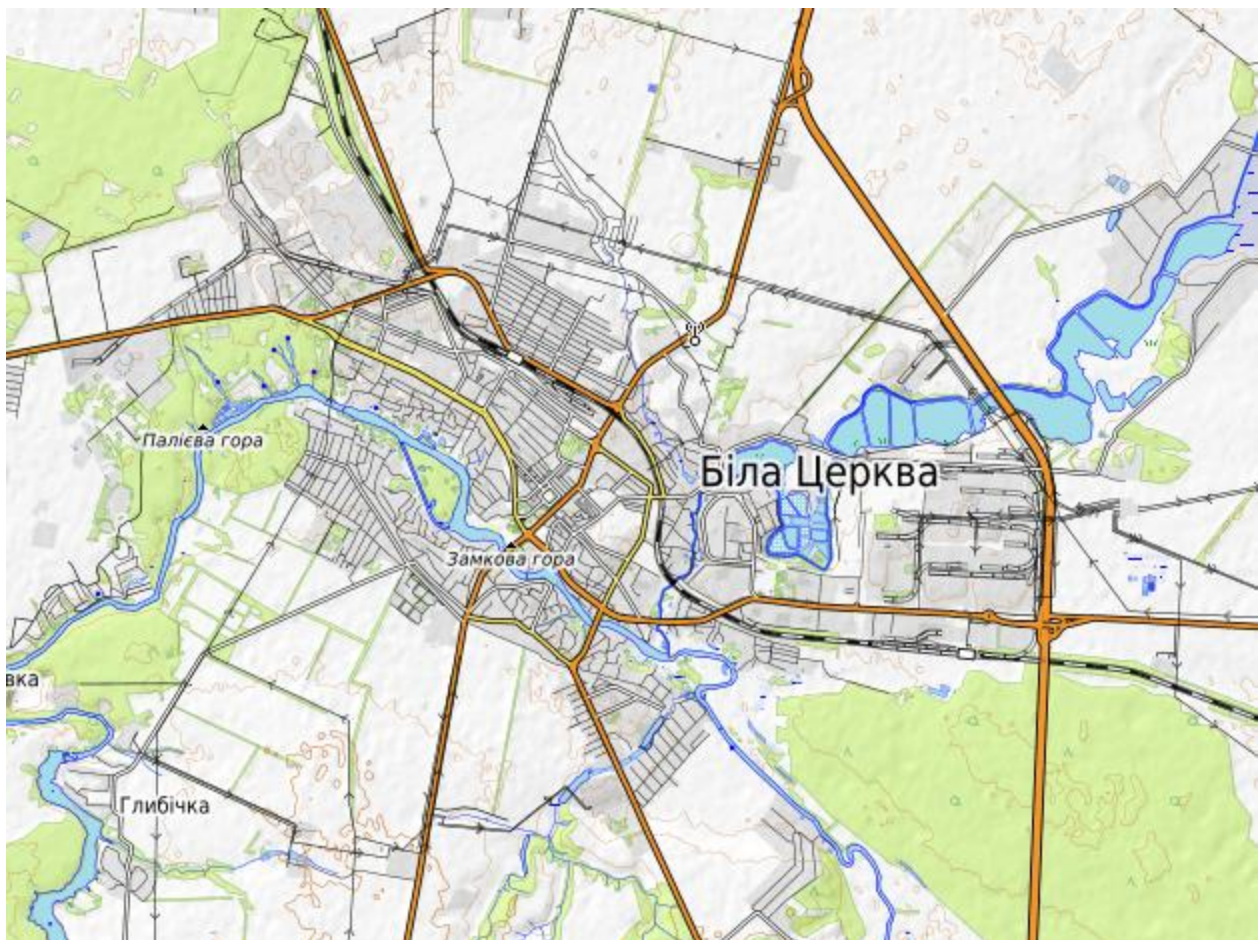 Палієва гора
Біла Церква
Замкова гора
вка
Глибічка